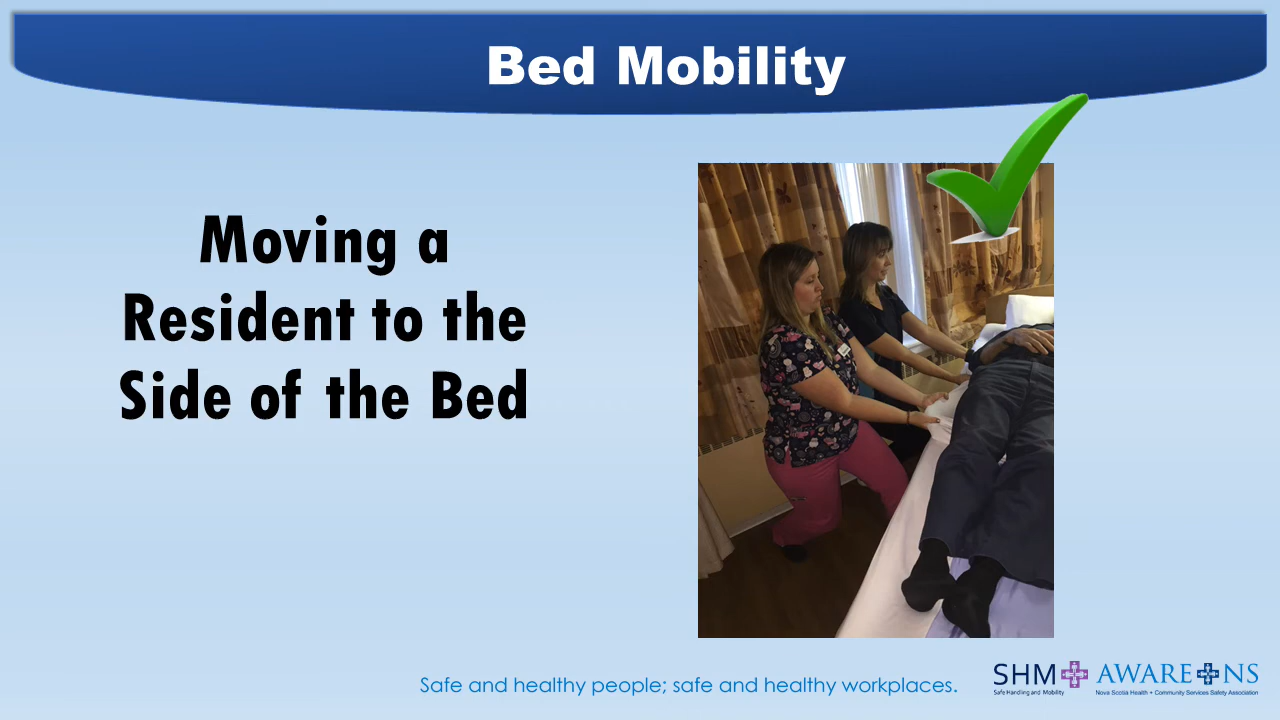 Bed Mobility
Moving a
Resident to the
Side of the Bed
Safe and healthy people; safe and healthy workplaces.
SHM
Safe Handling and Mobility
AWARE NS
Nova Scotia Health + Community Services Safety Association